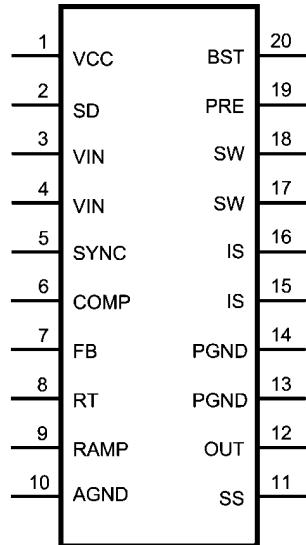 1 VCC BST 20
2 SD PRE 19
3 VIN SW 18
4 VIN SW 17
5 SYNC IS 16
6 COMP IS 15
7 FB PGND 14
8 RT PGND 13
9 RAMP OUT 12
10 AGND SS 11